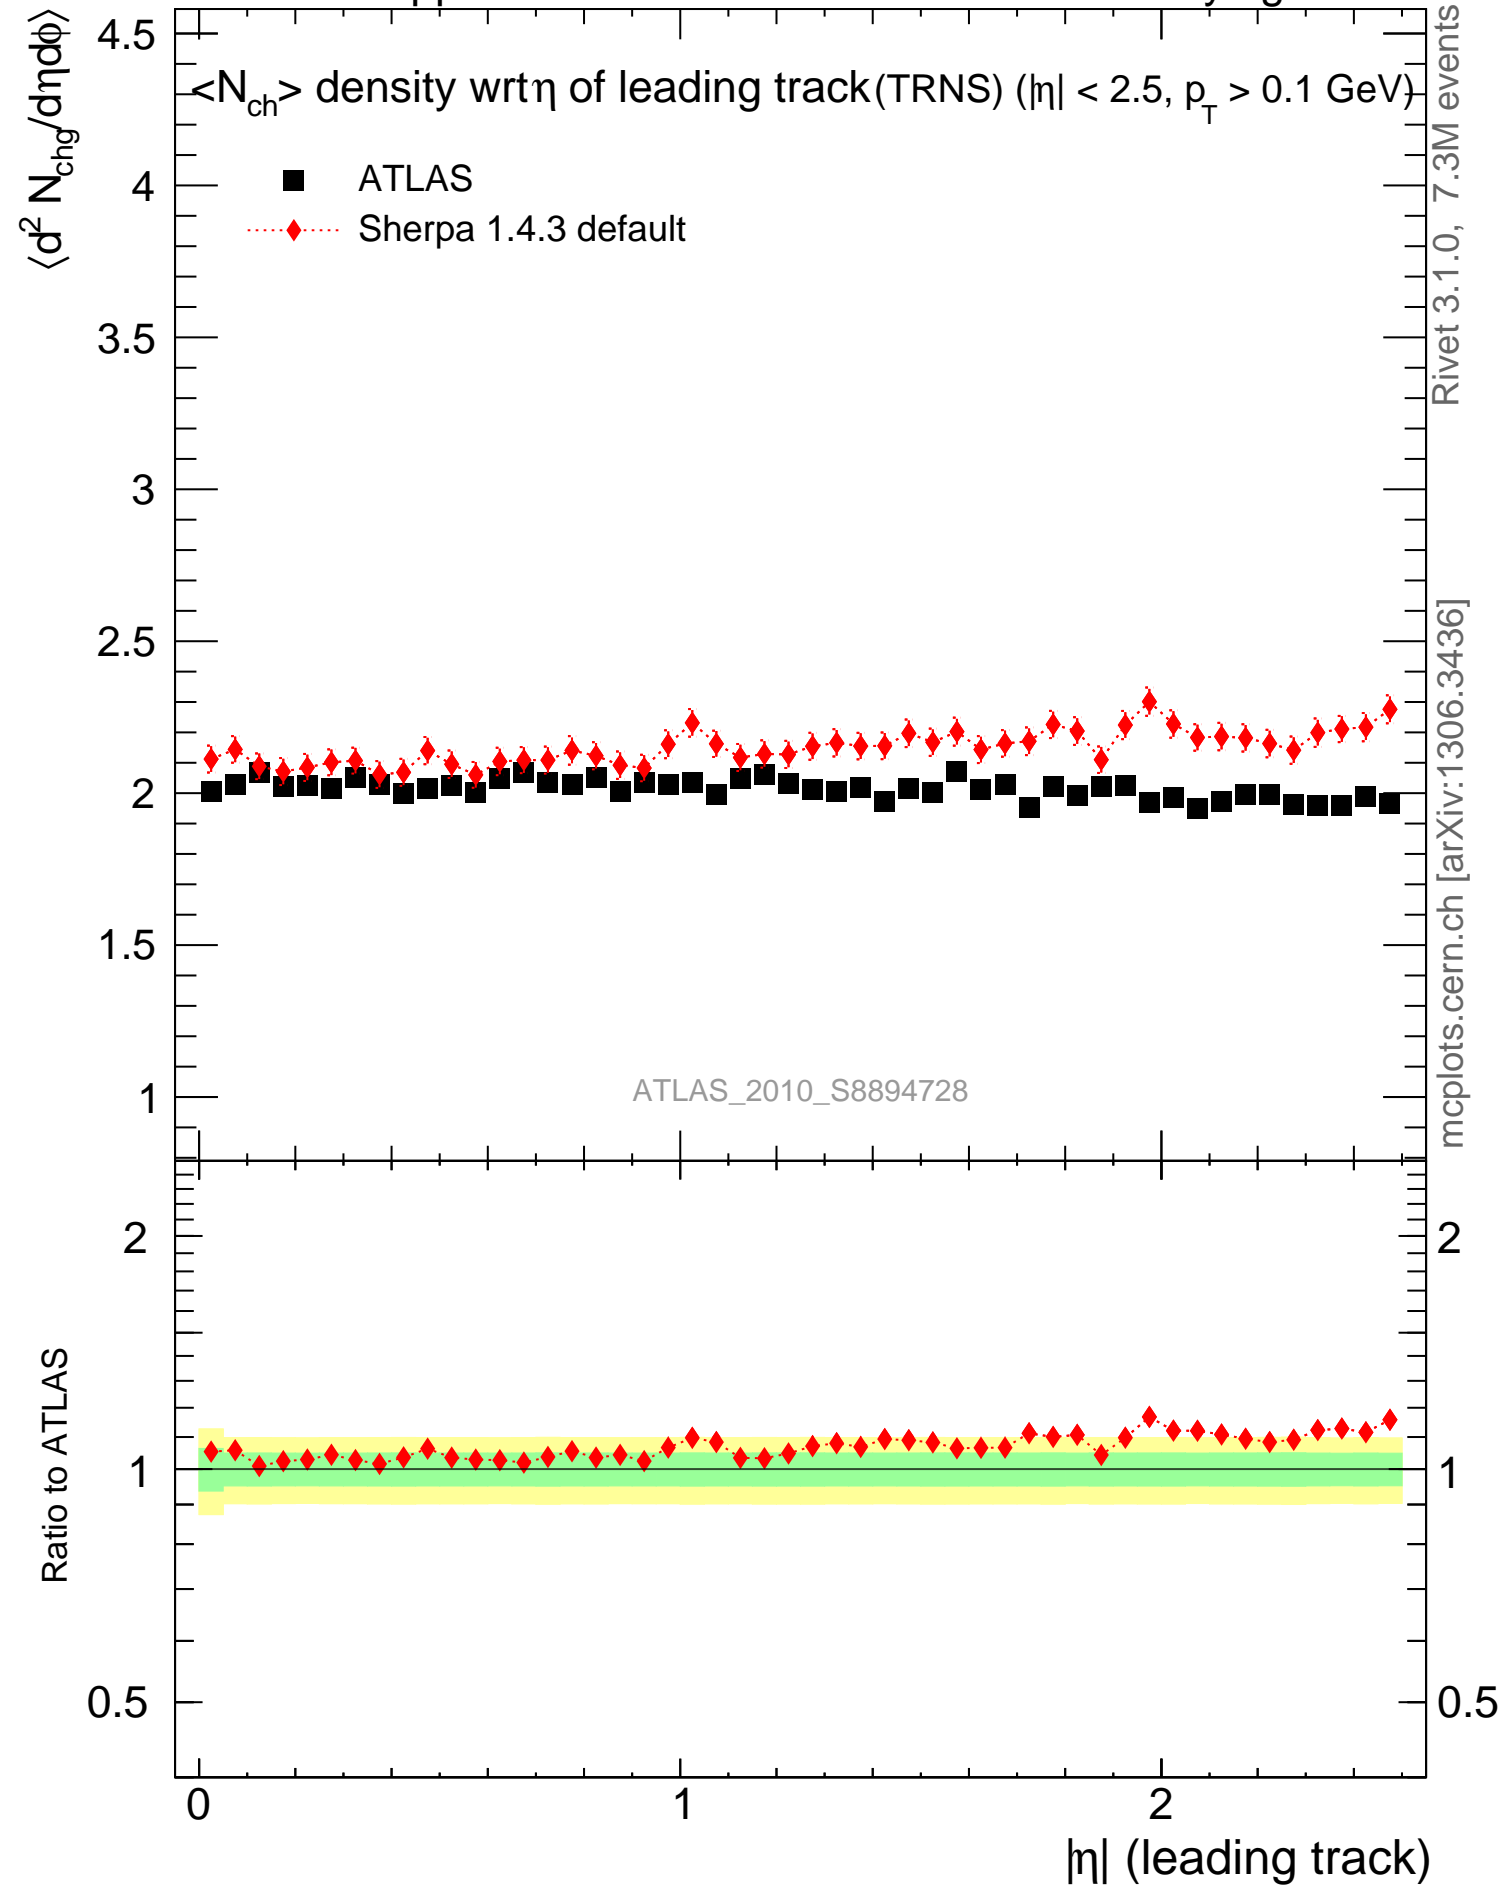 <N_ch> density wrt η of leading track (TRNS) (|η| < 2.5, p_T > 0.1 GeV)
⟨d² N_chg/dηdϕ⟩
ATLAS
Sherpa 1.4.3 default
4.5
4
3.5
3
2.5
2
1.5
1
ATLAS_2010_S8894728
Rivet 3.1.0, 7.3M events
mcplots.cern.ch [arXiv:1306.3436]
Ratio to ATLAS
2
1
0.5
2
1
0.5
0
1
2
|η| (leading track)